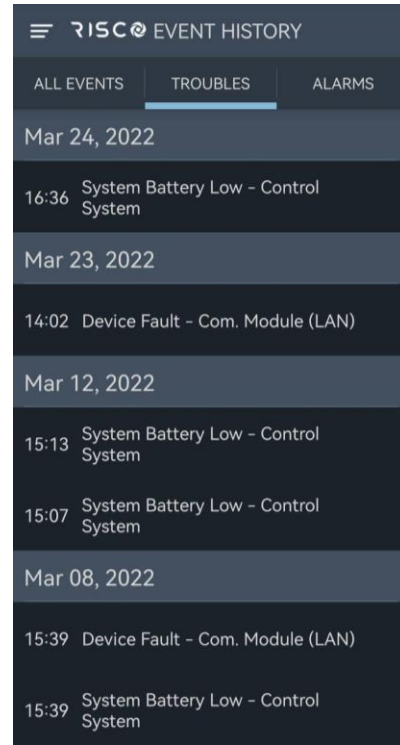 RISCO EVENT HISTORY
ALL EVENTS TROUBLES ALARMS
Mar 24, 2022
16:36 System Battery Low - Control
System
Mar 23, 2022
14:02 Device Fault - Com. Module (LAN)
Mar 12, 2022
15:13 System Battery Low - Control
System
15:07 System Battery Low - Control
System
Mar 08, 2022
15:39 Device Fault - Com. Module (LAN)
15:39 System Battery Low - Control
System